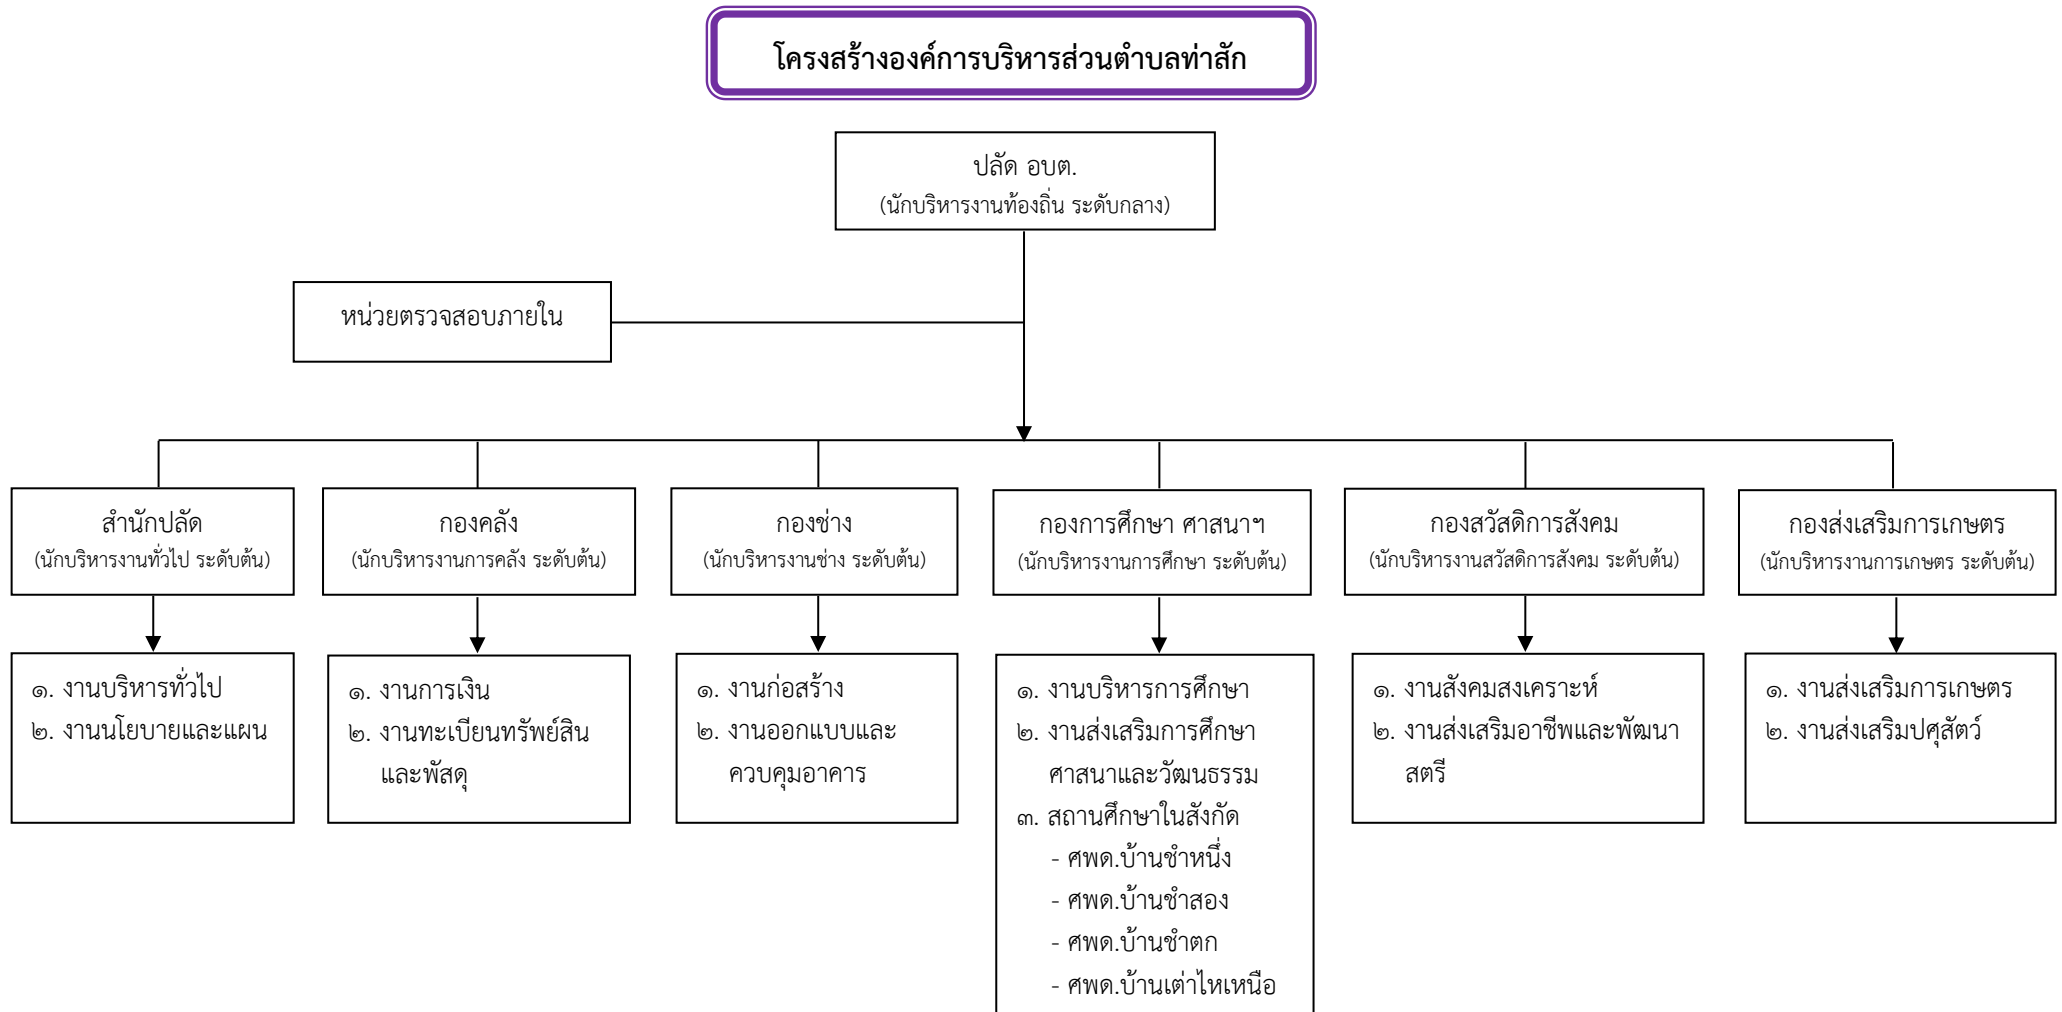 โครงสร้างองค์การบริหารส่วนตำบลท่าสัก
ปลัด อบต.
(นักบริหารงานท้องถิ่น ระดับกลาง)
หน่วยตรวจสอบภายใน
สำนักปลัด
(นักบริหารงานทั่วไป ระดับต้น)
กองคลัง
(นักบริหารงานการคลัง ระดับต้น)
กองช่าง
(นักบริหารงานช่าง ระดับต้น)
กองการศึกษา ศาสนาฯ
(นักบริหารงานการศึกษา ระดับต้น)
กองสวัสดิการสังคม
(นักบริหารงานสวัสดิการสังคม ระดับต้น)
กองส่งเสริมการเกษตร
(นักบริหารงานการเกษตร ระดับต้น)
๑. งานบริหารทั่วไป
๒. งานนโยบายและแผน
๑. งานการเงิน
๒. งานทะเบียนทรัพย์สิน
และพัสดุ
๑. งานก่อสร้าง
๒. งานออกแบบและ
ควบคุมอาคาร
๑. งานบริหารการศึกษา
๒. งานส่งเสริมการศึกษา
ศาสนาและวัฒนธรรม
๓. สถานศึกษาในสังกัด
- ศพด.บ้านชำหนึ่ง
- ศพด.บ้านชำสอง
- ศพด.บ้านชำตก
- ศพด.บ้านเต่าไหเหนือ
๑. งานสังคมสงเคราะห์
๒. งานส่งเสริมอาชีพและพัฒนา
สตรี
๑. งานส่งเสริมการเกษตร
๒. งานส่งเสริมปศุสัตว์